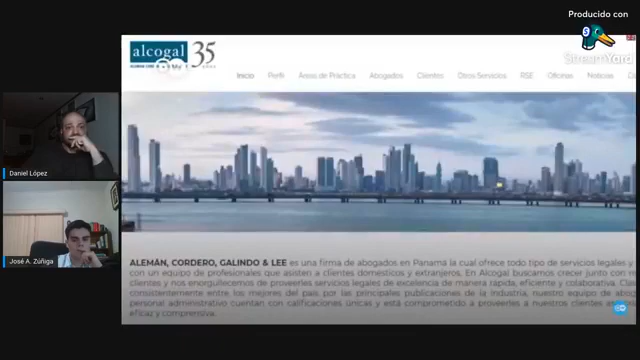 Producido con
StreamYard
alcogal 35
Inicio Perfil Áreas de Práctica Abogados Clientes Otros Servicios RSE Oficinas Noticias
Daniel López
José A. Zúñiga
ALEMÁN, CORDERO, GALINDO & LEE es una firma de abogados en Panamá la cual ofrece todo tipo de servicios legales y
con un equipo de profesionales que asisten a clientes domésticos y extranjeros. En Alcogal buscamos crecer junto con
clientes y nos enorgullecemos de proveerles servicios legales de excelencia de manera rápida, eficiente y colaborativa.
consistentemente entre los mejores del país por las principales publicaciones de la industria, nuestro equipo de
personal administrativo cuentan con calificaciones únicas y está comprometido a proveerles a nuestros clientes
eficaz y comprensiva.